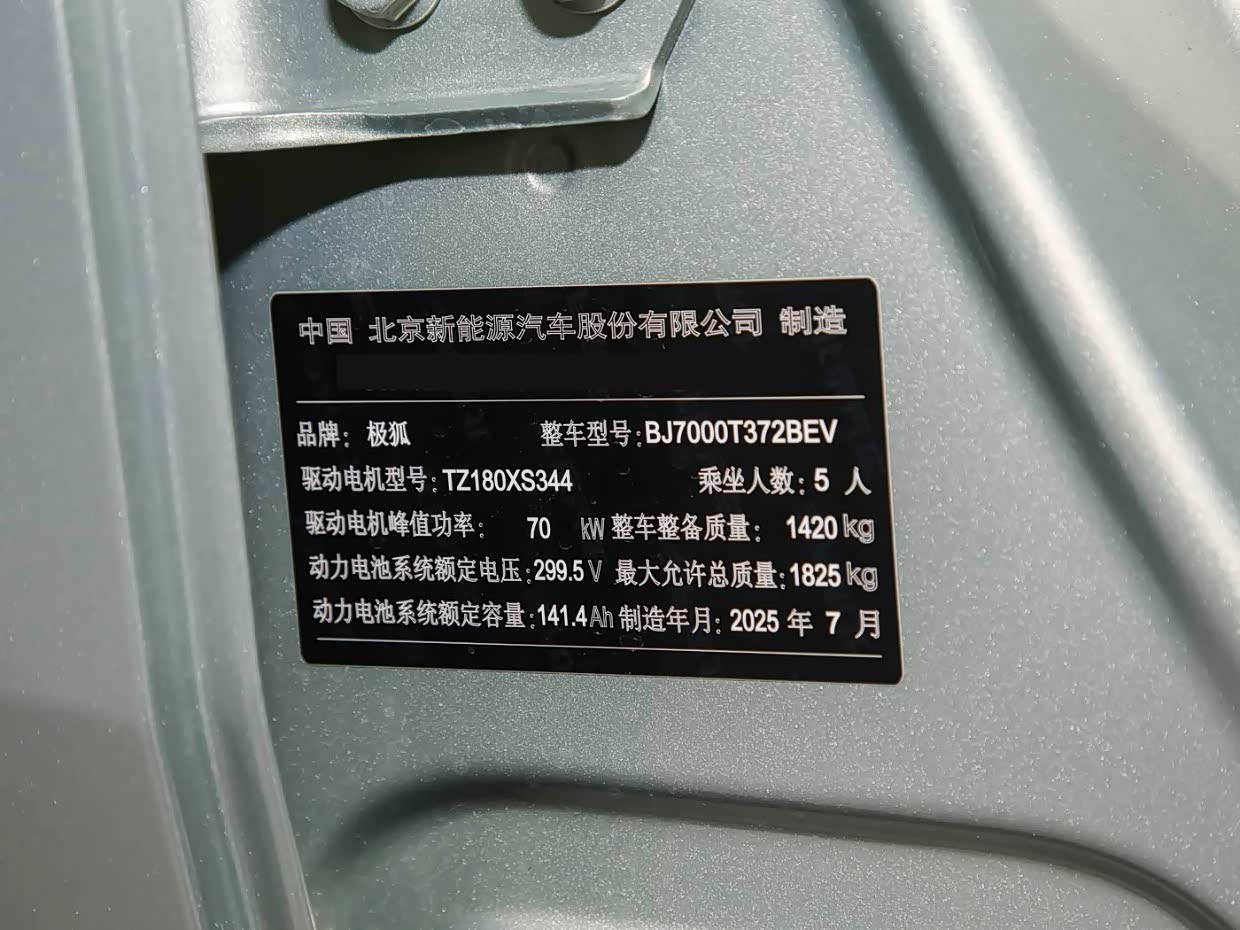 中国 北京新能源汽车股份有限公司 制造
品牌：极狐 整车型号：BJ7000T372BEV
驱动电机型号：TZ180XS344 乘坐人数：5 人
驱动电机峰值功率： 70 kW 整车整备质量： 1420 kg
动力电池系统额定电压：299.5 V 最大允许总质量：1825 kg
动力电池系统额定容量：141.4 Ah 制造年月：2025 年 7 月